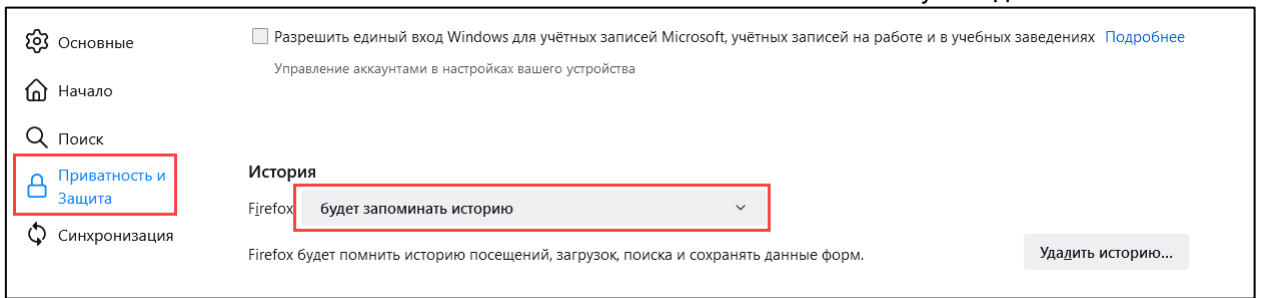 Основные
Разрешить единый вход Windows для учётных записей Microsoft, учётных записей на работе и в учебных заведениях Подробнее
Управление аккаунтами в настройках вашего устройства
Начало
Поиск
Приватность и
Защита
Синхронизация
История
Firefox будет запоминать историю
Firefox будет помнить историю посещений, загрузок, поиска и сохранять данные форм.
Удалить историю...